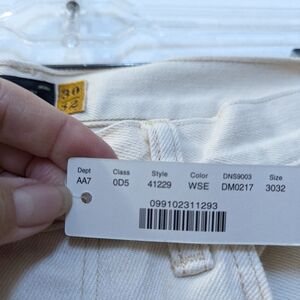 30
32
Dept Class Style Color DNS9003 Size
AA7 0D5 41229 WSE DM0217 3032
099102311293